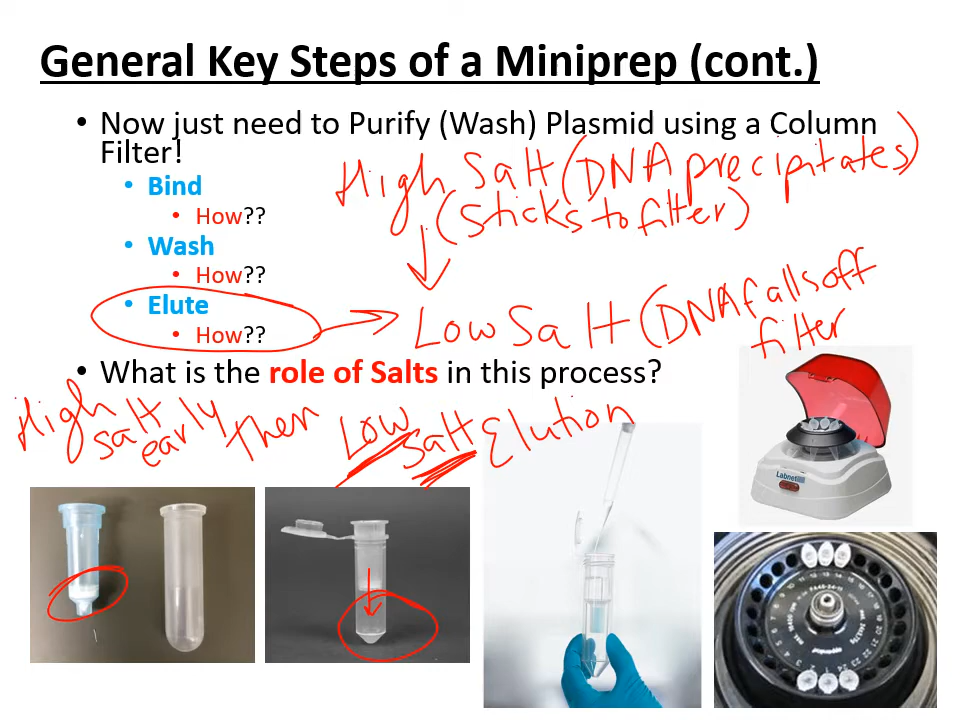 General Key Steps of a Miniprep (cont.)
• Now just need to Purify (Wash) Plasmid using a Column
Filter!
High Salt (DNA precipitates)
(Sticks to filter)
• Bind
• How??
• Wash
• How??
• Elute
• How??
Low Salt (DNA falls off
filter
• What is the role of Salts in this process?
High
salt
early
Then
Low
Salt
Elution
Labnet